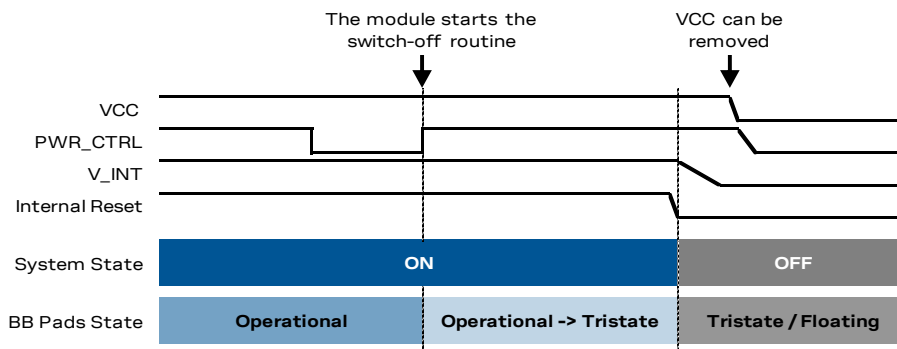 The module starts the
switch-off routine
VCC can be
removed
VCC
PWR_CTRL
V_INT
Internal Reset
System State
ON
OFF
BB Pads State
Operational
Operational -> Tristate
Tristate / Floating